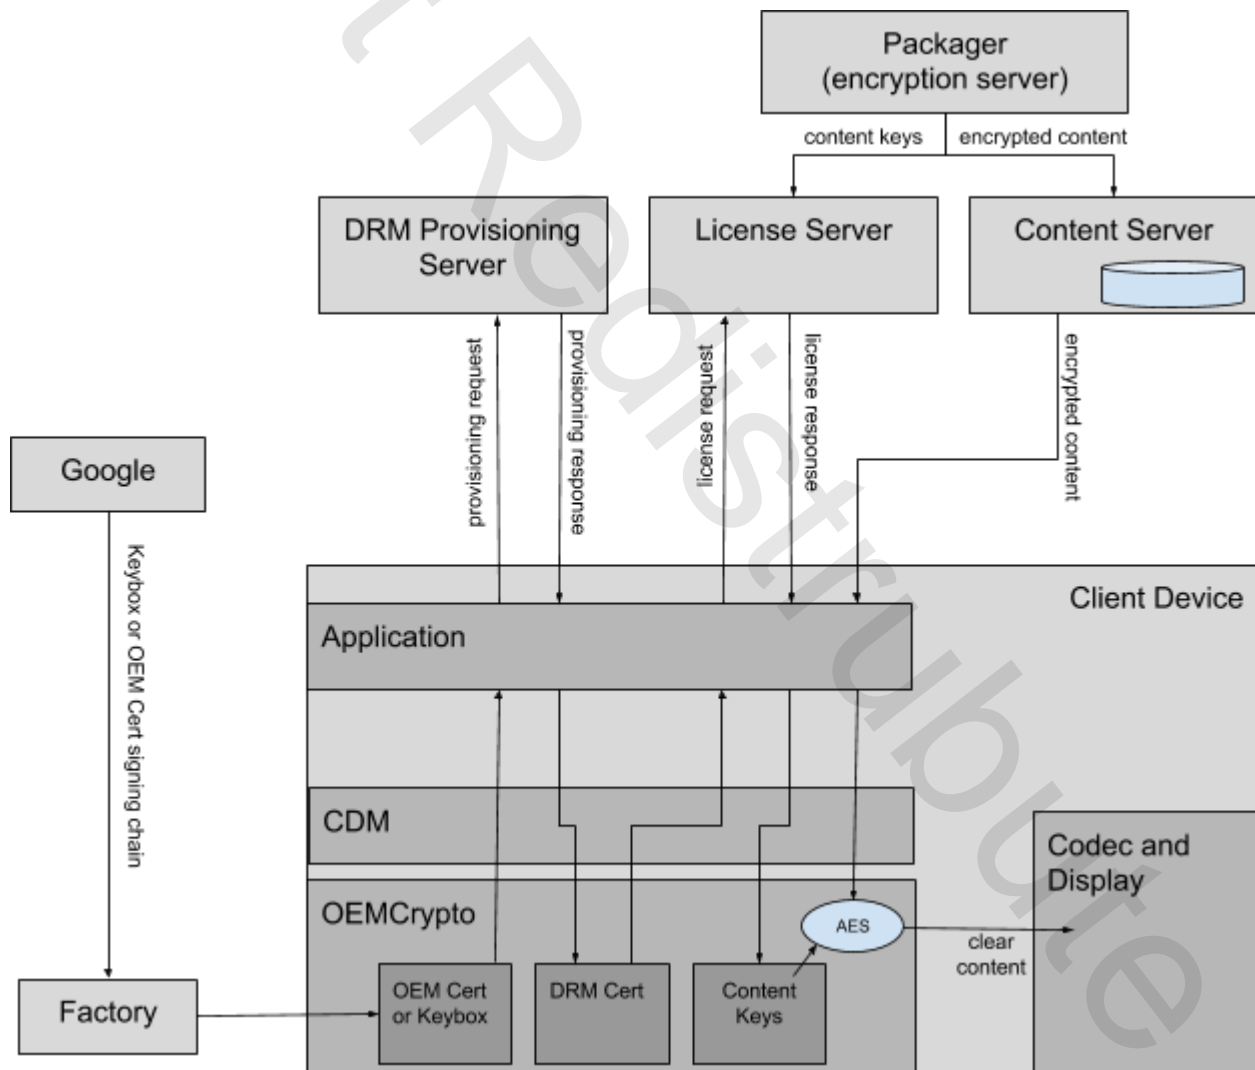 Packager
(encryption server)
content keys
encrypted content
DRM Provisioning
Server
License Server
Content Server
provisioning request
provisioning response
license request
license response
encrypted content
Google
Keybox or OEM Cert signing chain
Client Device
Application
CDM
Codec and
Display
OEMCrypto
AES
clear
content
OEM Cert
or Keybox
DRM Cert
Content
Keys
Factory
t Redistrubute